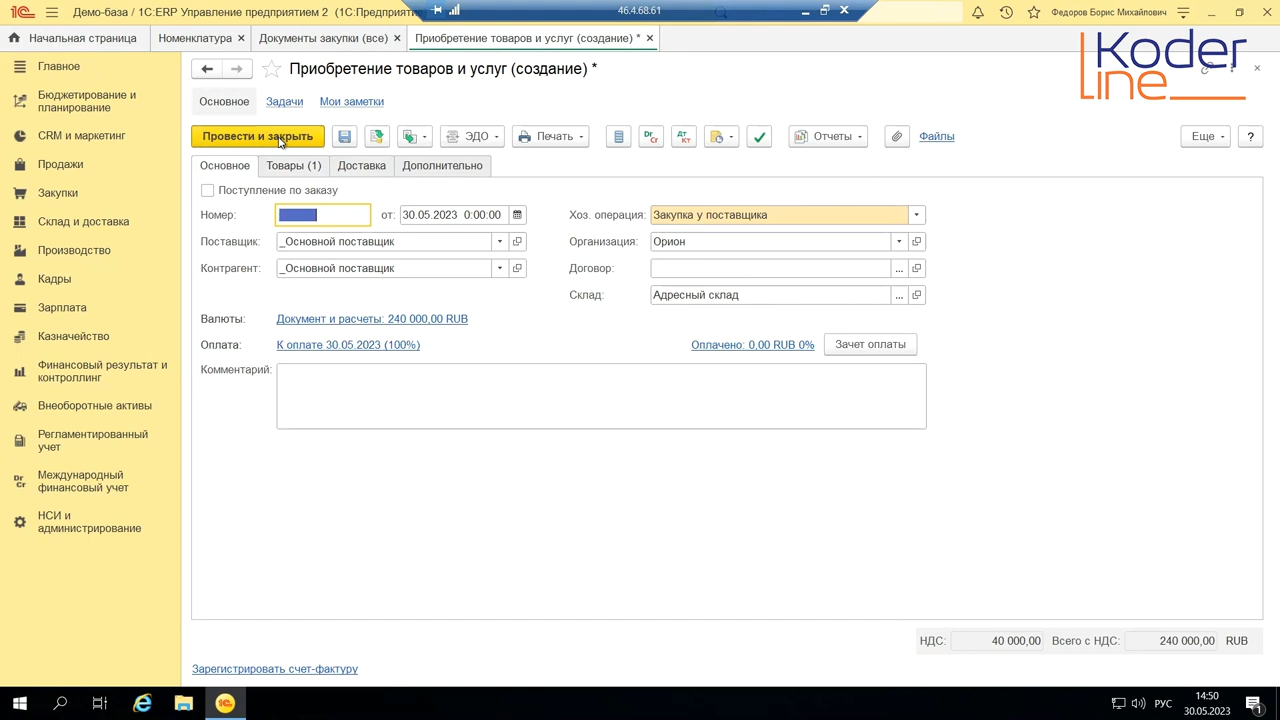 Демо-база / 1С:ERP Управление предприятием 2 (1С:Предприятие
46.4.68.61
Федоров Борис Михайлович
Начальная страница
Номенклатура
Документы закупки (все)
Приобретение товаров и услуг (создание) *
Koder
line
Приобретение товаров и услуг (создание) *
Основное
Задачи
Мои заметки
Провести и закрыть
ЭДО
Печать
Dr
Cr
Дт
Кт
Отчеты
Файлы
Еще
?
Основное
Товары (1)
Доставка
Дополнительно
Поступление по заказу
Номер:
от:
30.05.2023 0:00:00
Хоз. операция:
Закупка у поставщика
Поставщик:
_Основной поставщик
Организация:
Орион
Контрагент:
_Основной поставщик
Договор:
...
Склад:
Адресный склад
...
Валюты:
Документ и расчеты: 240 000,00 RUB
Оплата:
К оплате 30.05.2023 (100%)
Оплачено: 0,00 RUB 0%
Зачет оплаты
Комментарий:
НДС:
40 000,00
Всего с НДС:
240 000,00
RUB
Зарегистрировать счет-фактуру
Главное
Бюджетирование и
планирование
CRM и маркетинг
Продажи
Закупки
Склад и доставка
Производство
Кадры
Зарплата
Казначейство
Финансовый результат и
контроллинг
Внеоборотные активы
Регламентированный
учет
Dr
Cr
Международный
финансовый учет
НСИ и
администрирование
РУС
14:50
30.05.2023
1